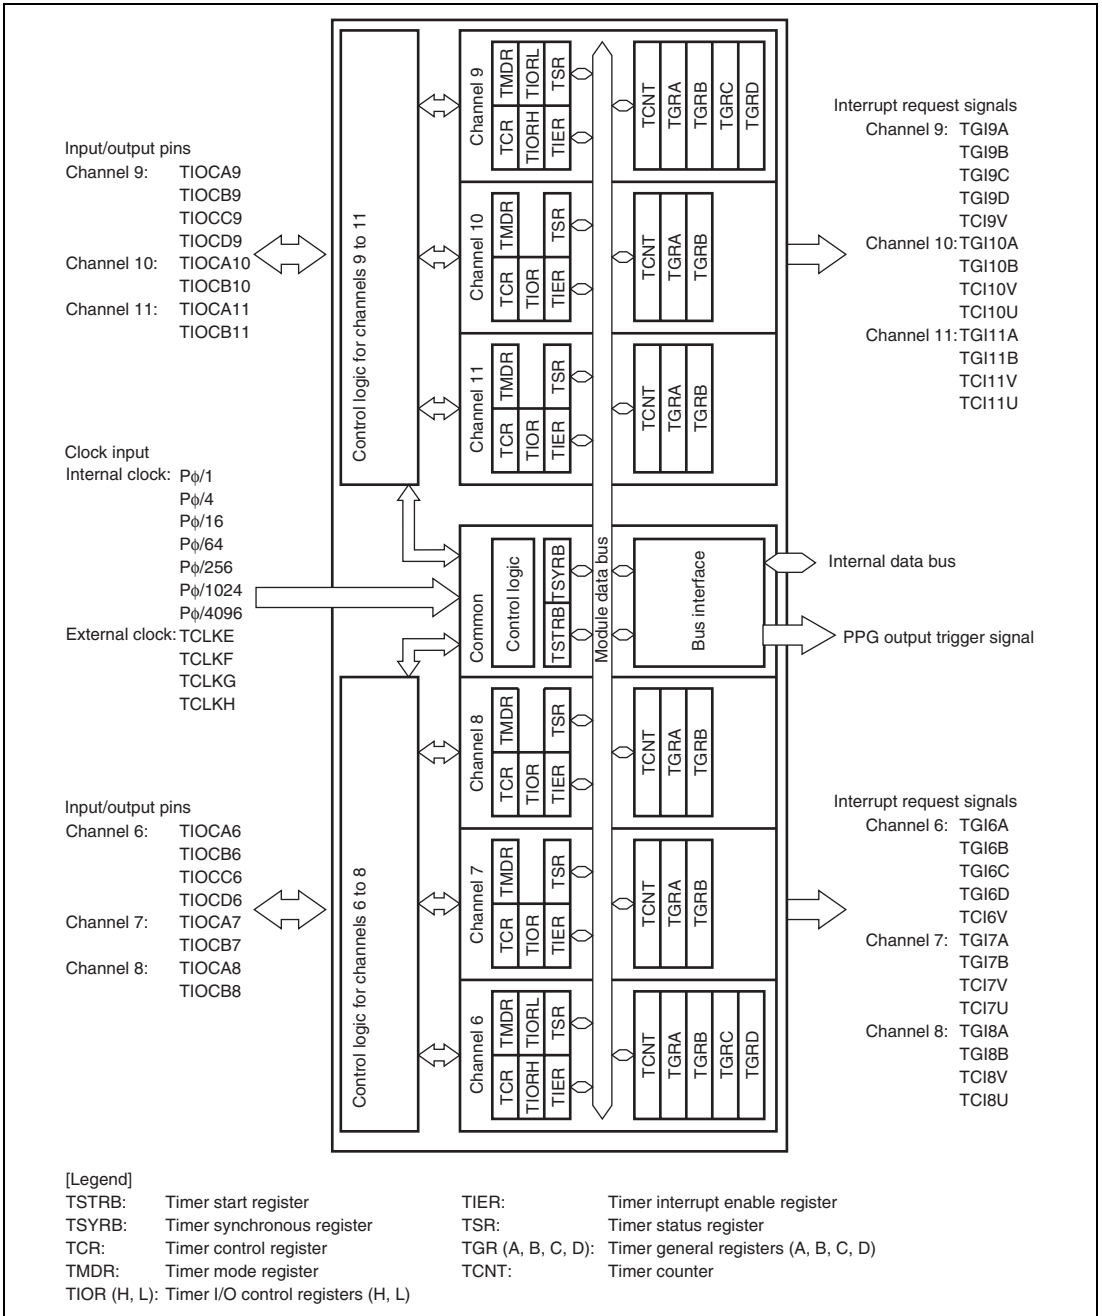 Input/output pins
Channel 9: TIOCA9
TIOCB9
TIOCC9
TIOCD9
Channel 10: TIOCA10
TIOCB10
Channel 11: TIOCA11
TIOCB11
Clock input
Internal clock: Pϕ/1
Pϕ/4
Pϕ/16
Pϕ/64
Pϕ/256
Pϕ/1024
Pϕ/4096
External clock: TCLKE
TCLKF
TCLKG
TCLKH
Input/output pins
Channel 6: TIOCA6
TIOCB6
TIOCC6
TIOCD6
Channel 7: TIOCA7
TIOCB7
Channel 8: TIOCA8
TIOCB8
Control logic for channels 9 to 11
Control logic for channels 6 to 8
Channel 9
TCR TMDR
TIORH TIORL
TIER TSR
TCNT
TGRA
TGRB
TGRC
TGRD
Channel 10
TCR TMDR
TIOR
TIER TSR
TCNT
TGRA
TGRB
Channel 11
TCR TMDR
TIOR
TIER TSR
TCNT
TGRA
TGRB
Common
Control logic
TSTRB TSYRB
Module data bus
Bus interface
Channel 8
TCR TMDR
TIOR
TIER TSR
TCNT
TGRA
TGRB
Channel 7
TCR TMDR
TIOR
TIER TSR
TCNT
TGRA
TGRB
Channel 6
TCR TMDR
TIORH TIORL
TIER TSR
TCNT
TGRA
TGRB
TGRC
TGRD
Interrupt request signals
Channel 9: TGI9A
TGI9B
TGI9C
TGI9D
TCI9V
Channel 10: TGI10A
TGI10B
TCI10V
TCI10U
Channel 11: TGI11A
TGI11B
TCI11V
TCI11U
Internal data bus
PPG output trigger signal
Interrupt request signals
Channel 6: TGI6A
TGI6B
TGI6C
TGI6D
TCI6V
Channel 7: TGI7A
TGI7B
TCI7V
TCI7U
Channel 8: TGI8A
TGI8B
TCI8V
TCI8U
[Legend]
TSTRB: Timer start register
TSYRB: Timer synchronous register
TCR: Timer control register
TMDR: Timer mode register
TIOR (H, L): Timer I/O control registers (H, L)
TIER: Timer interrupt enable register
TSR: Timer status register
TGR (A, B, C, D): Timer general registers (A, B, C, D)
TCNT: Timer counter